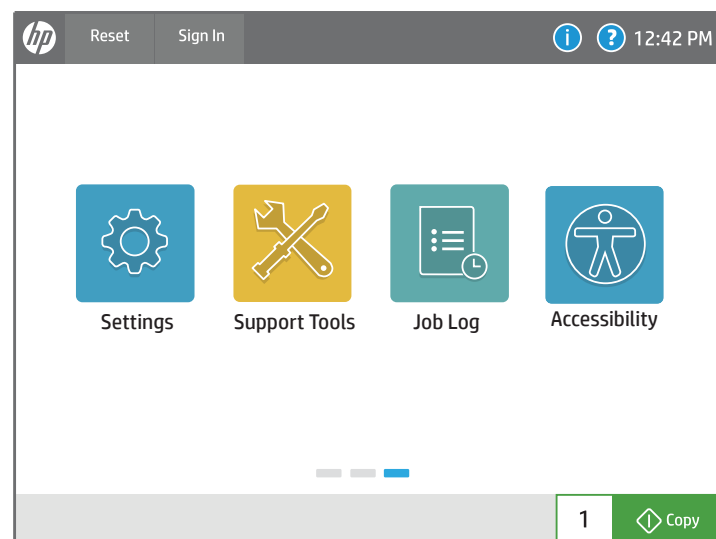 hp Reset Sign In i ? 12:42 PM
Settings Support Tools Job Log Accessibility
1 Copy